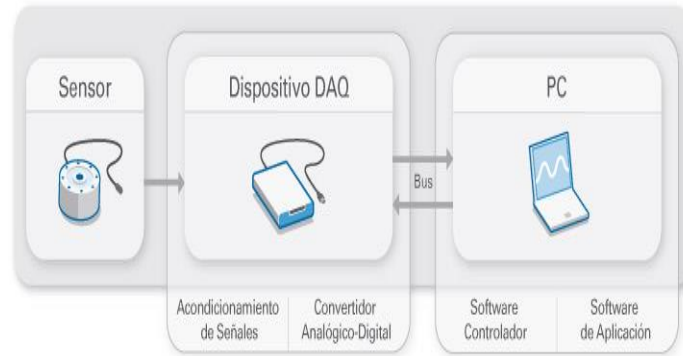 Sensor
Dispositivo DAQ
PC
Bus
Acondicionamiento
de Señales
Convertidor
Analógico-Digital
Software
Controlador
Software
de Aplicación